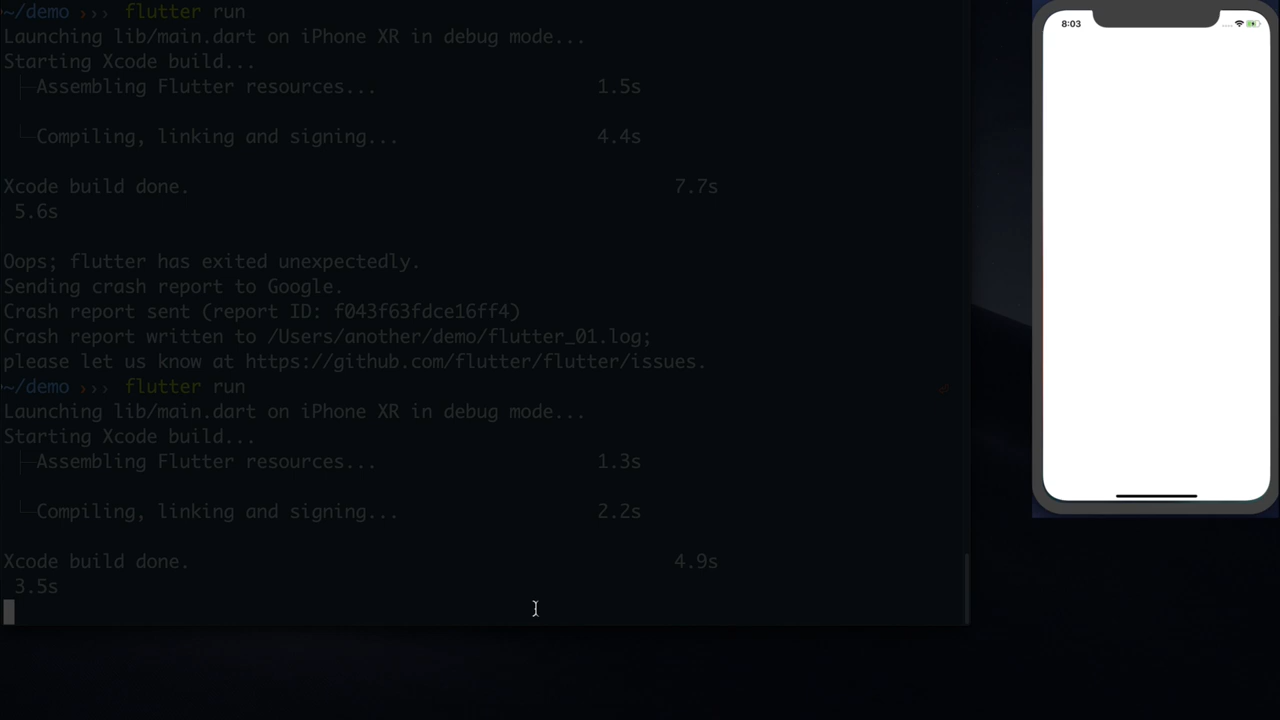 ~/demo ››› flutter run
Launching lib/main.dart on iPhone XR in debug mode...
Starting Xcode build...
├─Assembling Flutter resources... 1.5s
└─Compiling, linking and signing... 4.4s
Xcode build done. 7.7s
5.6s
Oops; flutter has exited unexpectedly.
Sending crash report to Google.
Crash report sent (report ID: f043f63fdce16ff4)
Crash report written to /Users/another/demo/flutter_01.log;
please let us know at https://github.com/flutter/flutter/issues.
~/demo ››› flutter run
Launching lib/main.dart on iPhone XR in debug mode...
Starting Xcode build...
├─Assembling Flutter resources... 1.3s
└─Compiling, linking and signing... 2.2s
Xcode build done. 4.9s
3.5s
8:03